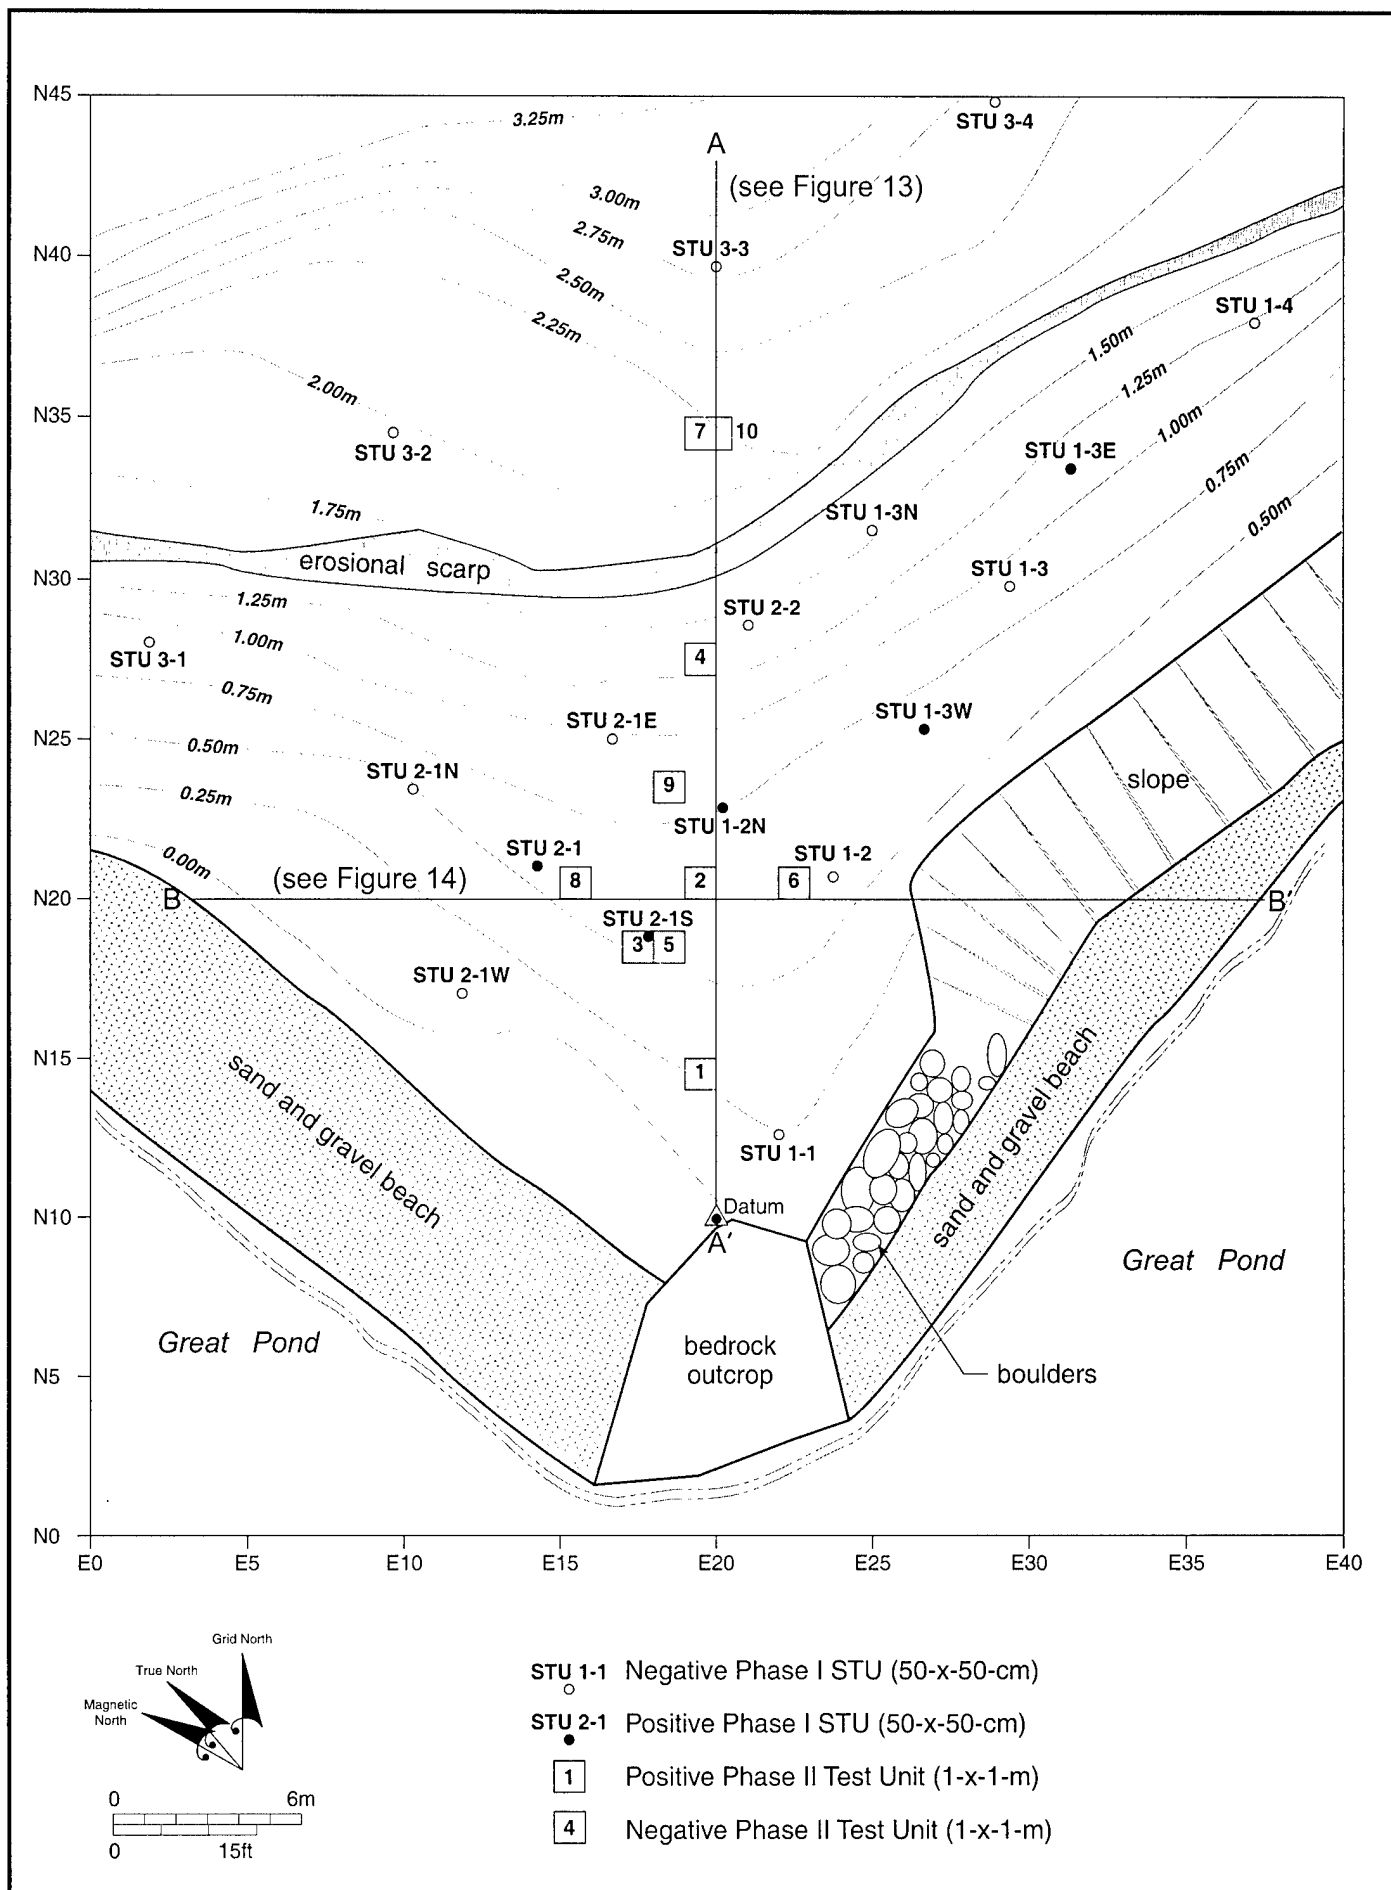 N45
3.25m
STU 3-4
A
(see Figure 13)
3.00m
2.75m
N40
STU 3-3
2.50m
2.25m
STU 1-4
1.50m
1.25m
1.00m
2.00m
N35
7 10
STU 3-2
STU 1-3E
0.75m
1.75m
STU 1-3N
0.50m
erosional scarp
STU 1-3
N30
1.25m
STU 2-2
1.00m
STU 3-1
4
0.75m
STU 2-1E
STU 1-3W
N25
0.50m
STU 2-1N
9
slope
0.25m
STU 1-2N
STU 2-1
STU 1-2
0.00m
(see Figure 14)
8
2
6
N20
B
B'
STU 2-1S
3 5
STU 2-1W
N15
1
sand and gravel beach
sand and gravel beach
STU 1-1
Datum
N10
A'
Great Pond
Great Pond
bedrock
outcrop
boulders
N5
N0
E0 E5 E10 E15 E20 E25 E30 E35 E40
Grid North
True North
Magnetic
North
0 6m
0 15ft
STU 1-1 Negative Phase I STU (50-x-50-cm)
STU 2-1 Positive Phase I STU (50-x-50-cm)
1 Positive Phase II Test Unit (1-x-1-m)
4 Negative Phase II Test Unit (1-x-1-m)